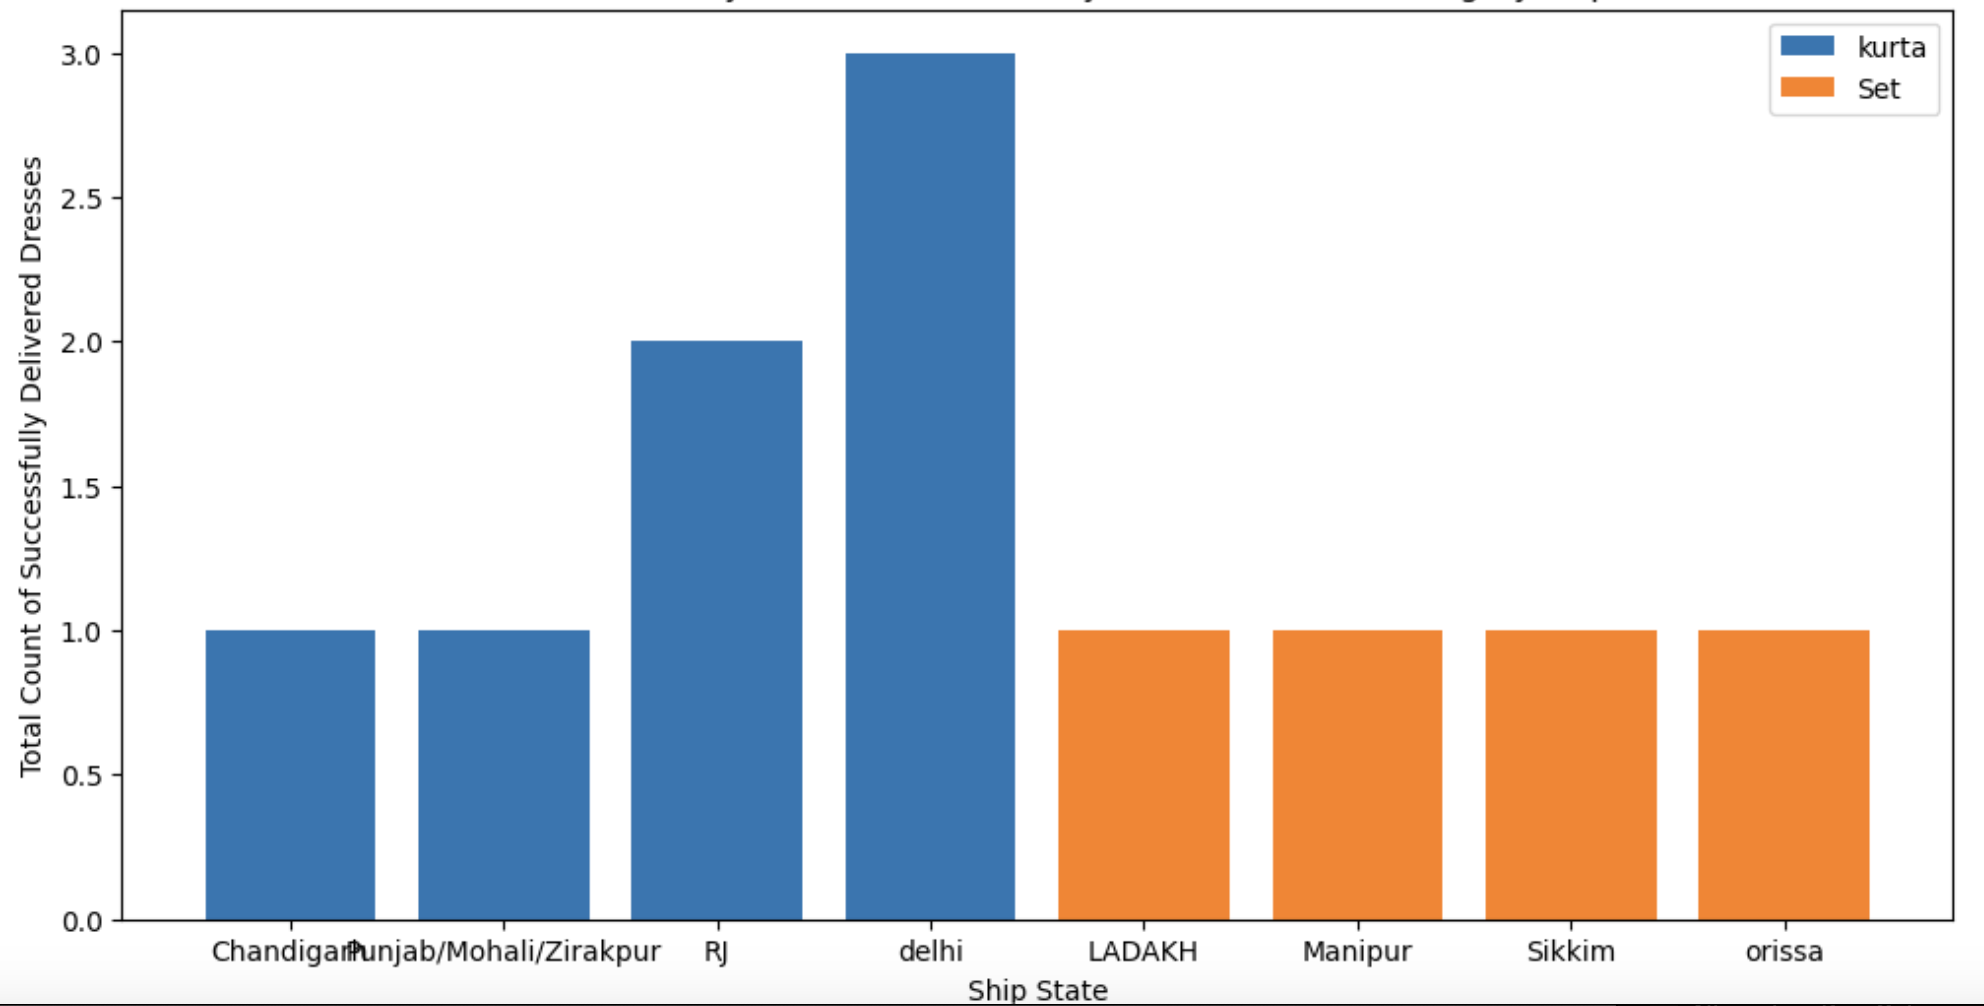 3.0
2.5
2.0
1.5
1.0
0.5
0.0
Total Count of Successfully Delivered Dresses
kurta
Set
Chandigarh
Punjab/Mohali/Zirakpur
RJ
delhi
LADAKH
Manipur
Sikkim
orissa
Ship State